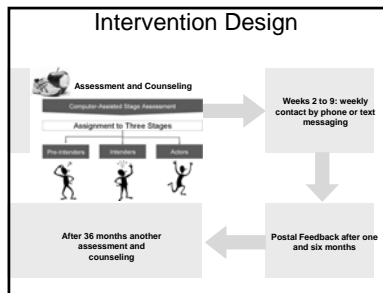 Intervention Design
Assessment and Counseling
Computer-Assisted Stage Assessment
Assignment to Three Stages
Pre-intenders
Intenders
Actors
Weeks 2 to 9: weekly
contact by phone or text
messaging
Postal Feedback after one
and six months
After 36 months another
assessment and
counseling